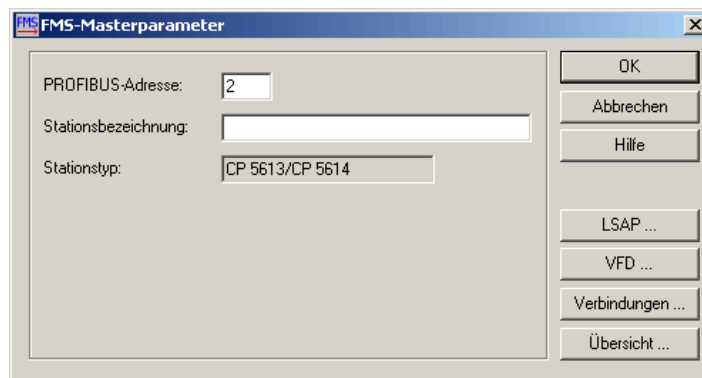 FMS FMS-Masterparameter
PROFIBUS-Adresse: 2
Stationsbezeichnung:
Stationstyp: CP 5613/CP 5614
OK
Abbrechen
Hilfe
LSAP ...
VFD ...
Verbindungen ...
Übersicht ...